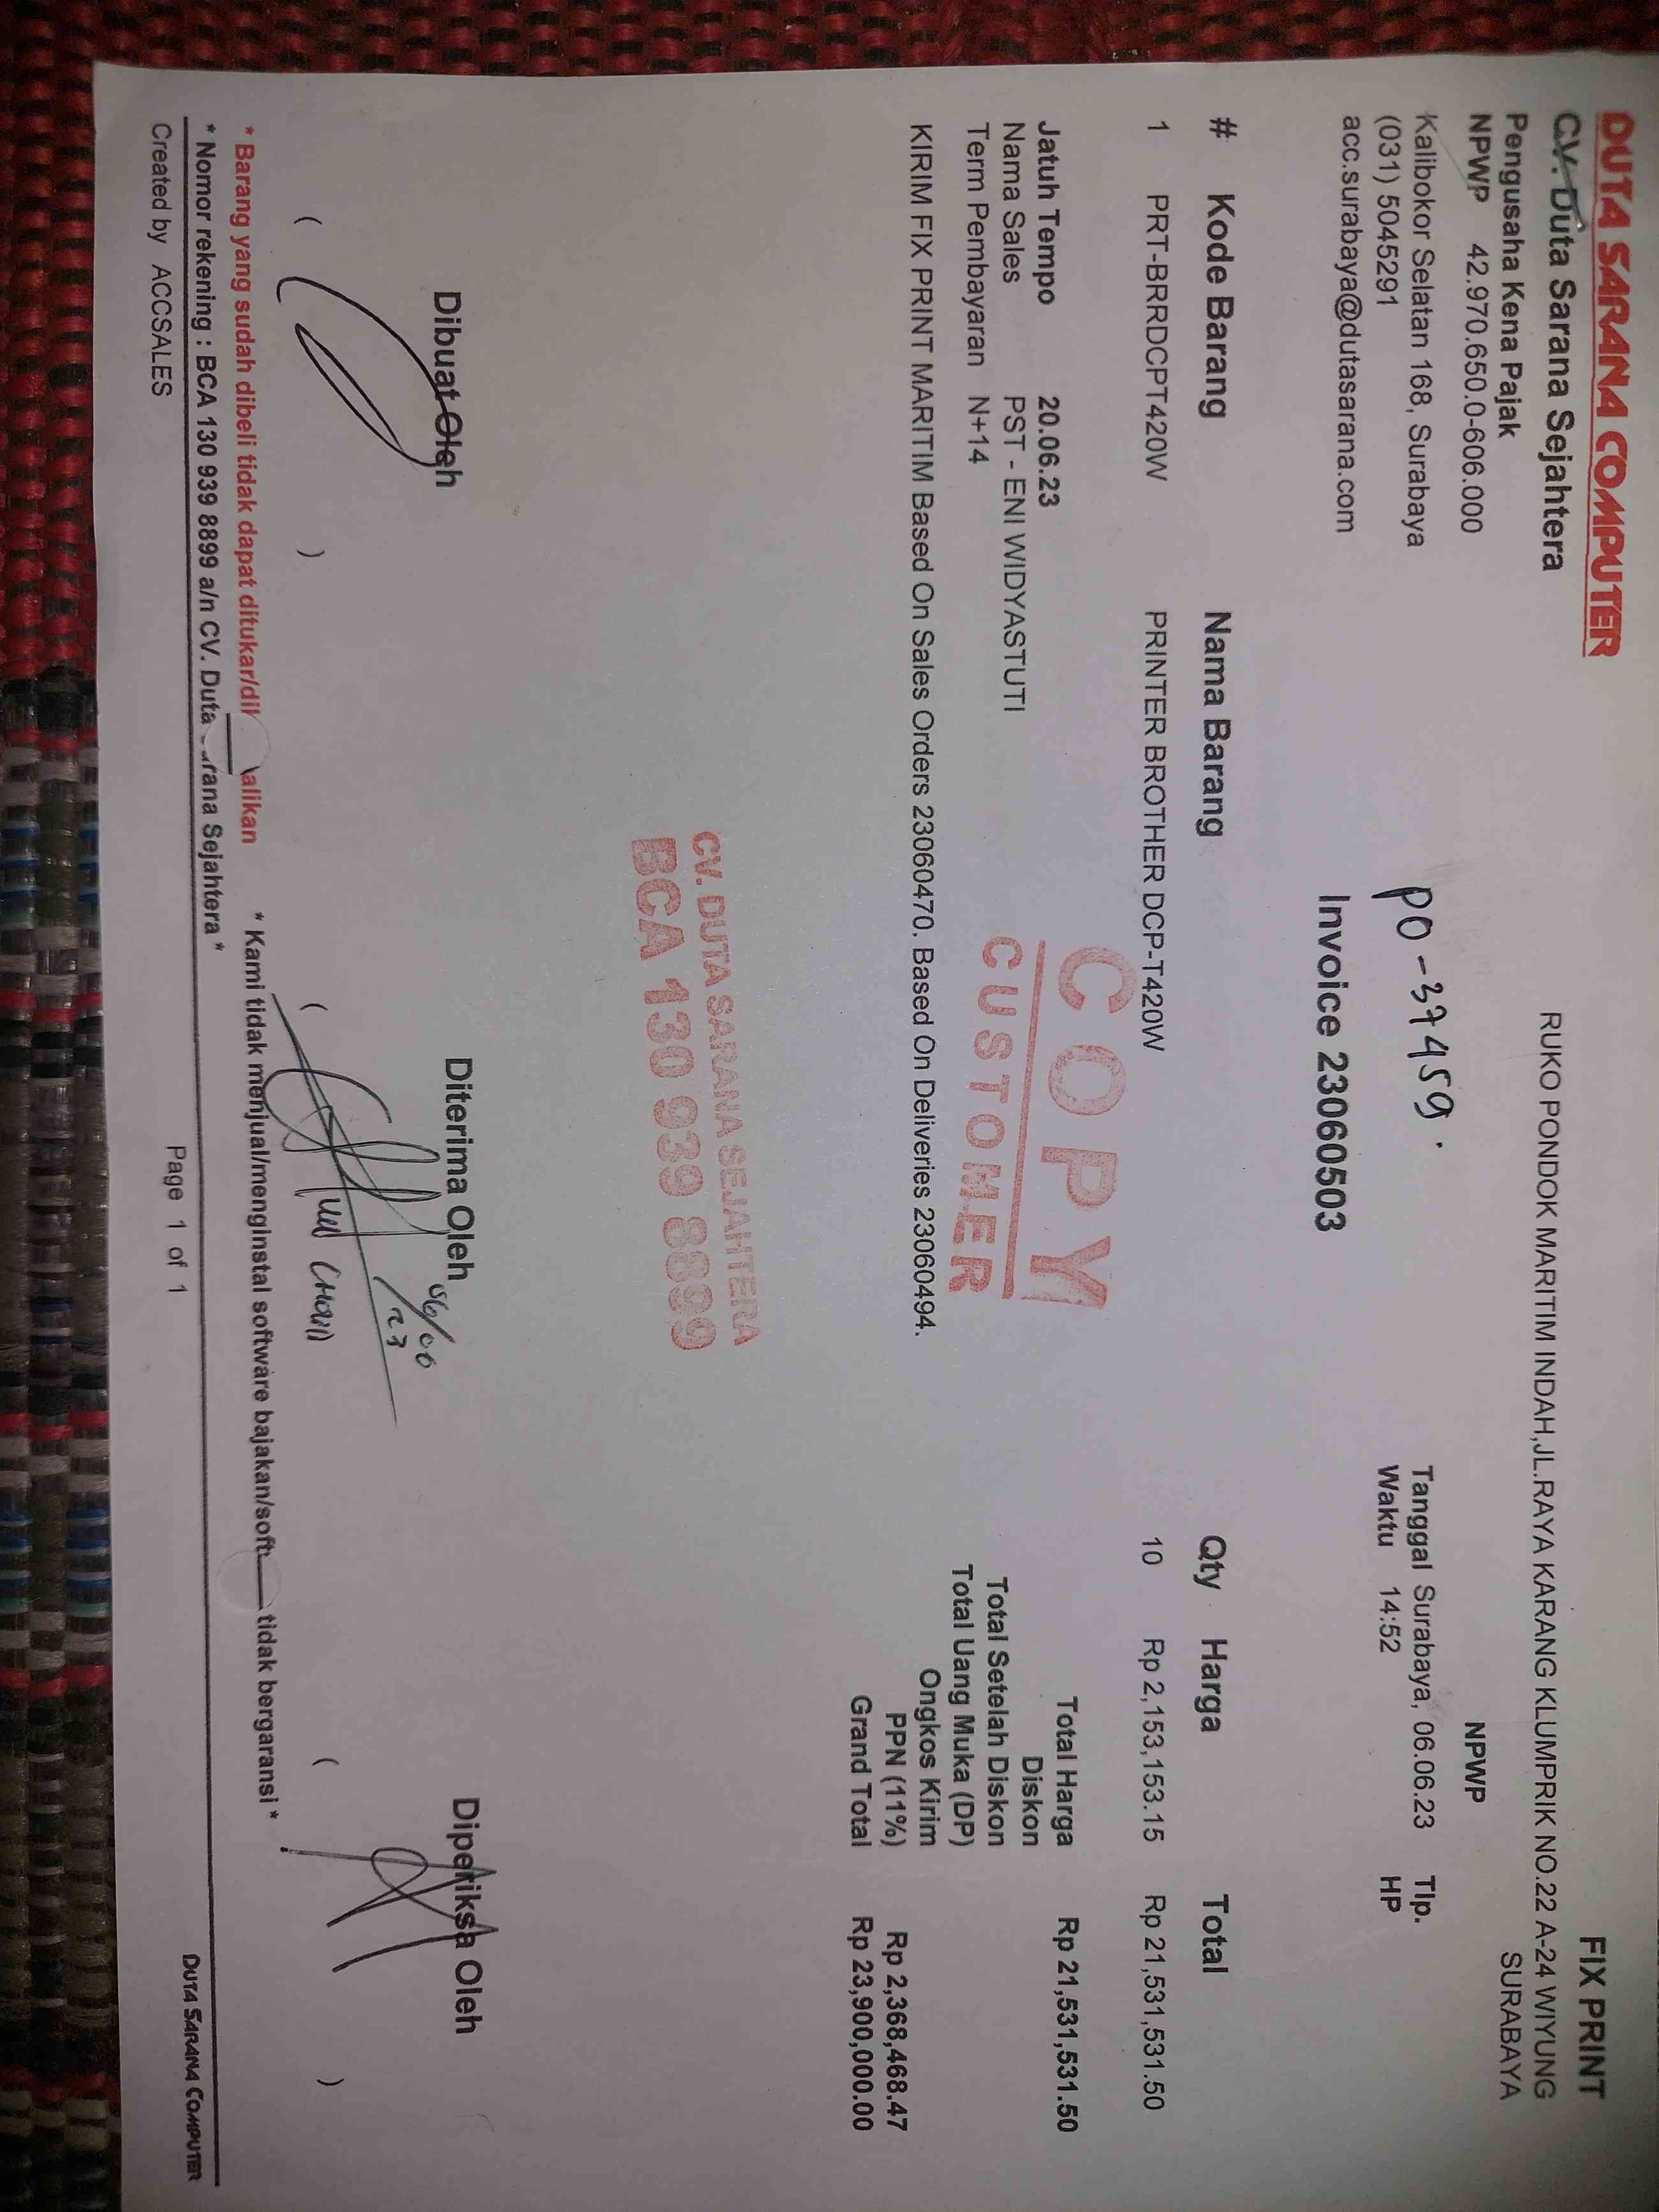 DUTA SARANA COMPUTER
CV. Duta Sarana Sejahtera
Pengusaha Kena Pajak
NPWP 42.970.650.0-606.000
Kalibokor Selatan 168, Surabaya
(031) 5045291
acc.surabaya@dutasarana.com
FIX PRINT
RUKO PONDOK MARITIM INDAH,JL.RAYA KARANG KLUMPRIK NO.22 A-24 WIYUNG
SURABAYA
NPWP
Tanggal Surabaya, 06.06.23 Tlp.
Waktu 14:52 HP
PO-37459.
Invoice 23060503
# Kode Barang Nama Barang Qty Harga Total
1 PRT-BRRDCPT420W PRINTER BROTHER DCP-T420W 10 Rp 2,153,153.15 Rp 21,531,531.50
COPY
CUSTOMER
Jatuh Tempo 20.06.23
Nama Sales PST - ENI WIDYASTUTI
Term Pembayaran N+14
KIRIM FIX PRINT MARITIM Based On Sales Orders 23060470. Based On Deliveries 23060494.
Total Harga Rp 21,531,531.50
Diskon
Total Setelah Diskon
Total Uang Muka (DP)
Ongkos Kirim
PPN (11%) Rp 2,368,468.47
Grand Total Rp 23,900,000.00
CV. DUTA SARANA SEJAHTERA
BCA 130 939 8899
Dibuat Oleh Diterima Oleh Diperiksa Oleh
06/06
23
( ) ( ( )
* Barang yang sudah dibeli tidak dapat ditukar/dik alikan * Kami tidak menjual/menginstal software bajakan/soft tidak bergaransi *
* Nomor rekening : BCA 130 939 8899 a/n CV. Duta rana Sejahtera *
Created by ACCSALES Page 1 of 1 DUTA SARANA COMPUTER